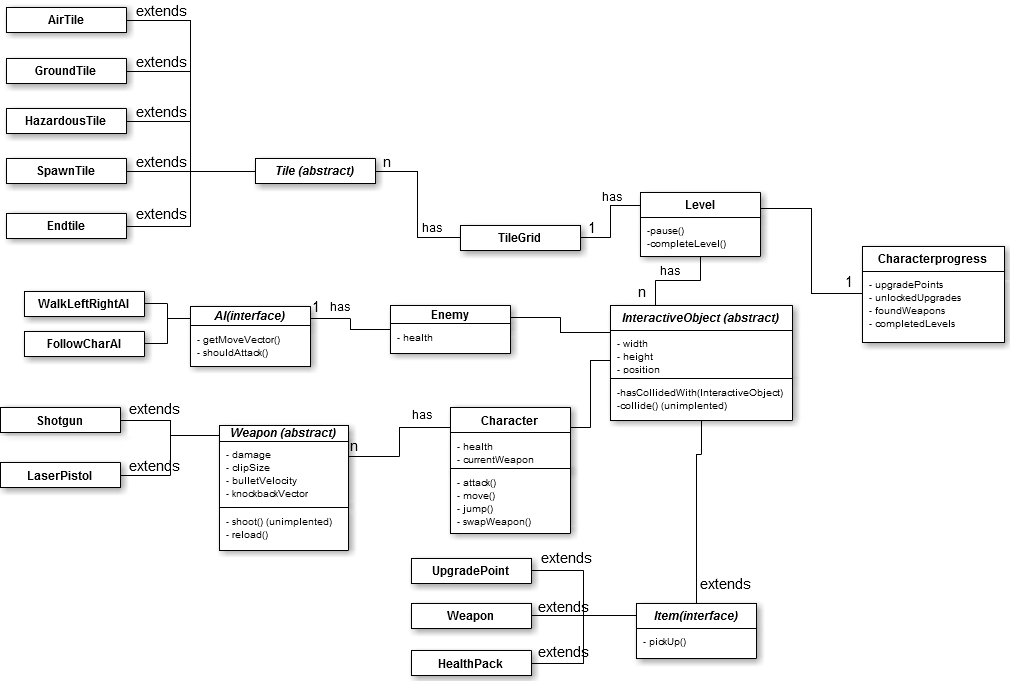 AirTile
extends
GroundTile
extends
HazardousTile
extends
SpawnTile
extends
Endtile
extends
Tile (abstract)
n
has
TileGrid
1
has
Level
-pause()
-completeLevel()
has
n
1
Characterprogress
- upgradePoints
- unlockedUpgrades
- foundWeapons
- completedLevels
WalkLeftRightAI
FollowCharAI
AI(interface)
- getMoveVector()
- shouldAttack()
1
has
Enemy
- health
InteractiveObject (abstract)
- width
- height
- position
-hasCollidedWith(InteractiveObject)
-collide() (unimplented)
Shotgun
extends
LaserPistol
extends
Weapon (abstract)
- damage
- clipSize
- bulletVelocity
- knockbackVector
- shoot() (unimplented)
- reload()
n
has
Character
- health
- currentWeapon
- attack()
- move()
- jump()
- swapWeapon()
UpgradePoint
extends
Weapon
extends
HealthPack
extends
extends
Item(interface)
- pickUp()